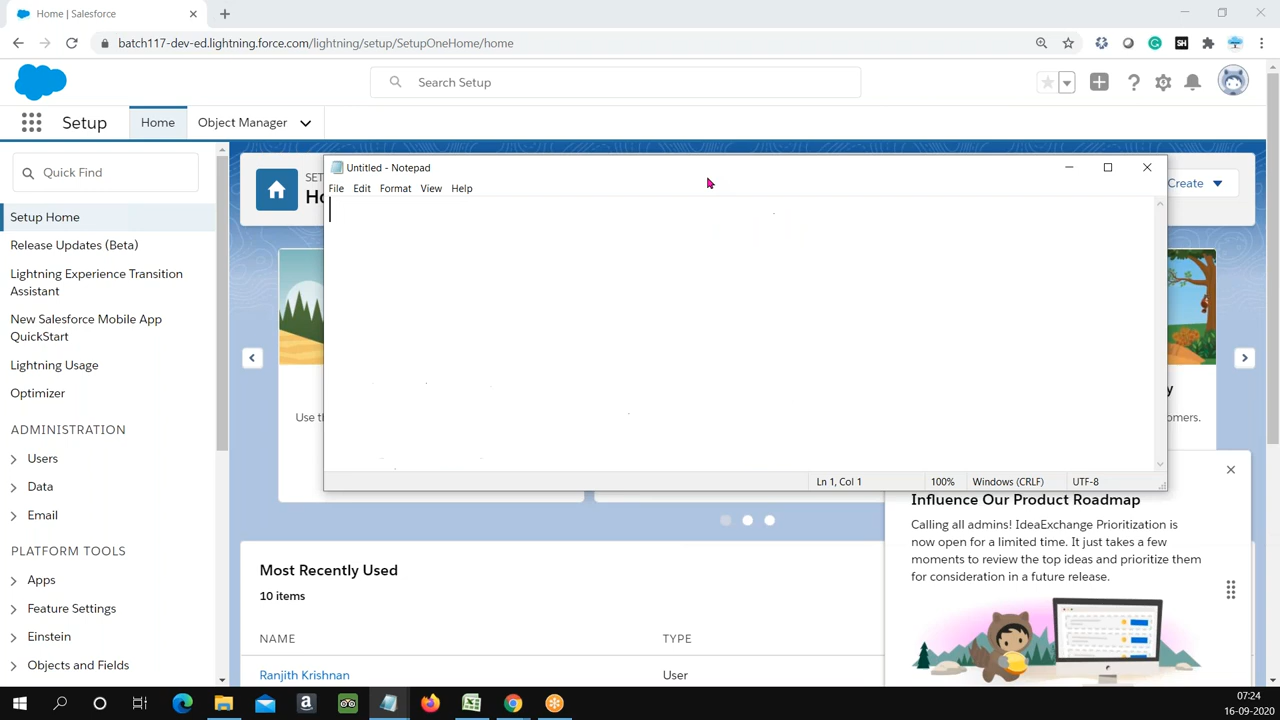 Home | Salesforce
batch117-dev-ed.lightning.force.com/lightning/setup/SetupOneHome/home
Search Setup
Setup
Home
Object Manager
Quick Find
Setup Home
Release Updates (Beta)
Lightning Experience Transition
Assistant
New Salesforce Mobile App
QuickStart
Lightning Usage
Optimizer
ADMINISTRATION
Users
Data
Email
PLATFORM TOOLS
Apps
Feature Settings
Einstein
Objects and Fields
SET
Ho
Create
Untitled - Notepad
File Edit Format View Help
Use th
y
omers.
Ln 1, Col 1
100%
Windows (CRLF)
UTF-8
Influence Our Product Roadmap
Calling all admins! IdeaExchange Prioritization is
now open for a limited time. It just takes a few
moments to review the top ideas and prioritize them
for consideration in a future release.
Most Recently Used
10 items
NAME
TYPE
Ranjith Krishnan
User
SH
a
07:24
16-09-2020